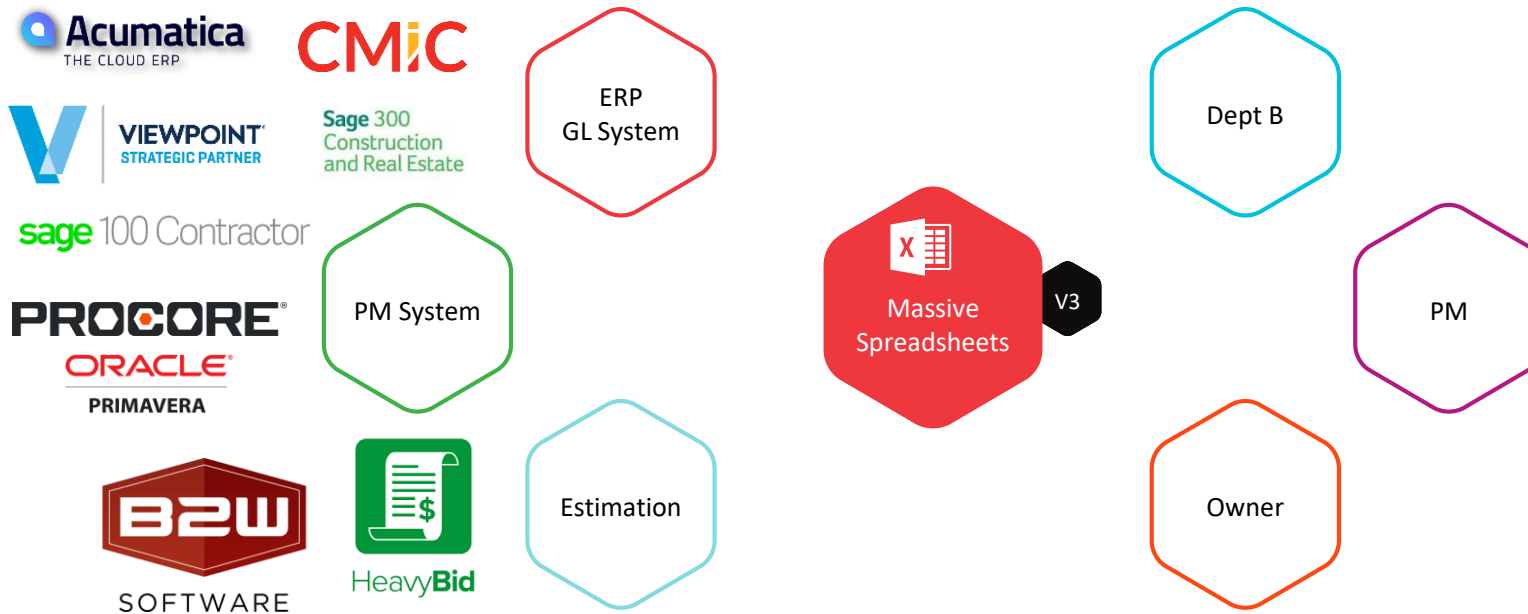 Acumatica
THE CLOUD ERP
CMiC
VIEWPOINT
STRATEGIC PARTNER
Sage 300
Construction
and Real Estate
sage 100 Contractor
ERP
GL System
PROCORE®
ORACLE®
PRIMAVERA
PM System
B2W
SOFTWARE
$
HeavyBid
Estimation
X
Massive
Spreadsheets
V3
Dept B
PM
Owner